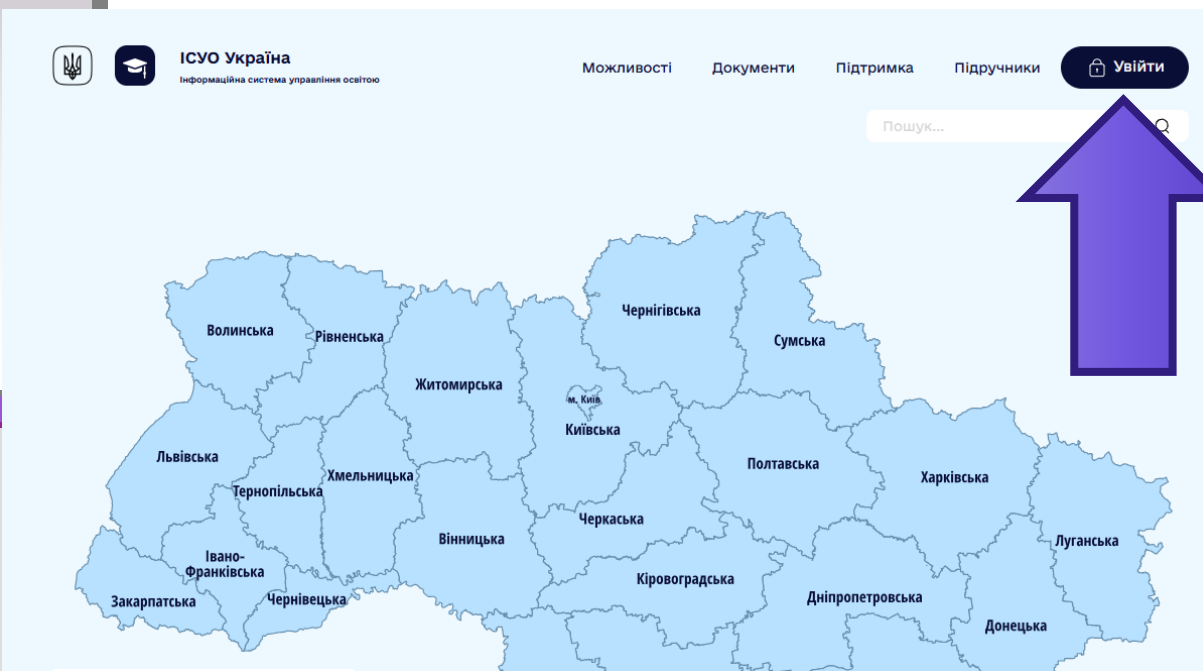 ІСУО Україна
Інформаційна система управління освітою
Можливості Документи Підтримка Підручники Увійти
Пошук...
Чернігівська
Волинська
Рівненська
Сумська
Житомирська
м. Київ
Київська
Львівська
Полтавська
Хмельницька
Харківська
Тернопільська
Черкаська
Вінницька
Луганська
Івано-
Франківська
Кіровоградська
Дніпропетровська
Закарпатська
Чернівецька
Донецька